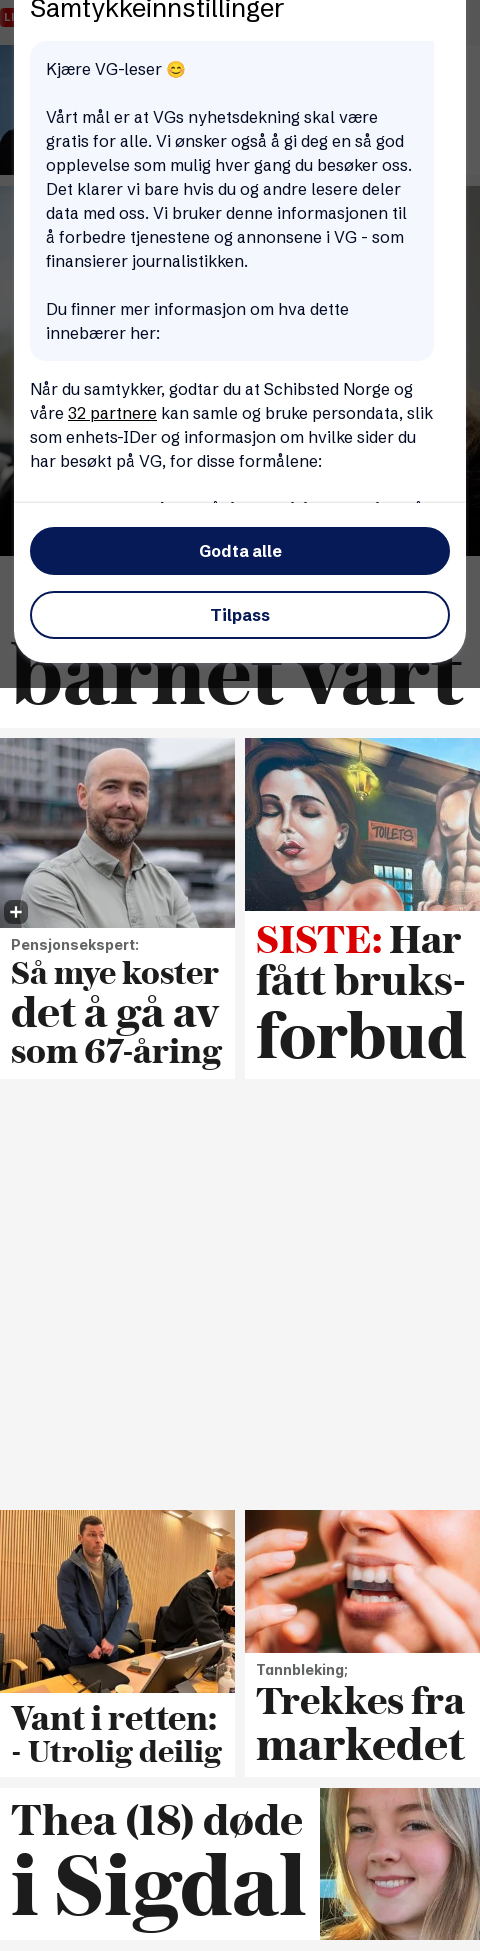 Samtykkeinnstillinger
Kjære VG-leser 😊
Vårt mål er at VGs nyhetsdekning skal være
gratis for alle. Vi ønsker også å gi deg en så god
opplevelse som mulig hver gang du besøker oss.
Det klarer vi bare hvis du og andre lesere deler
data med oss. Vi bruker denne informasjonen til
å forbedre tjenestene og annonsene i VG - som
finansierer journalistikken.
Du finner mer informasjon om hva dette
innebærer her:
Når du samtykker, godtar du at Schibsted Norge og
våre 32 partnere kan samle og bruke persondata, slik
som enhets-IDer og informasjon om hvilke sider du
har besøkt på VG, for disse formålene:
Godta alle
Tilpass
barnet vårt
Pensjonsekspert:
Så mye koster
det å gå av
som 67-åring
TOILETS
SISTE: Har
fått bruks-
forbud
Vant i retten:
- Utrolig deilig
Tannbleking;
Trekkes fra
markedet
Thea (18) døde
i Sigdal